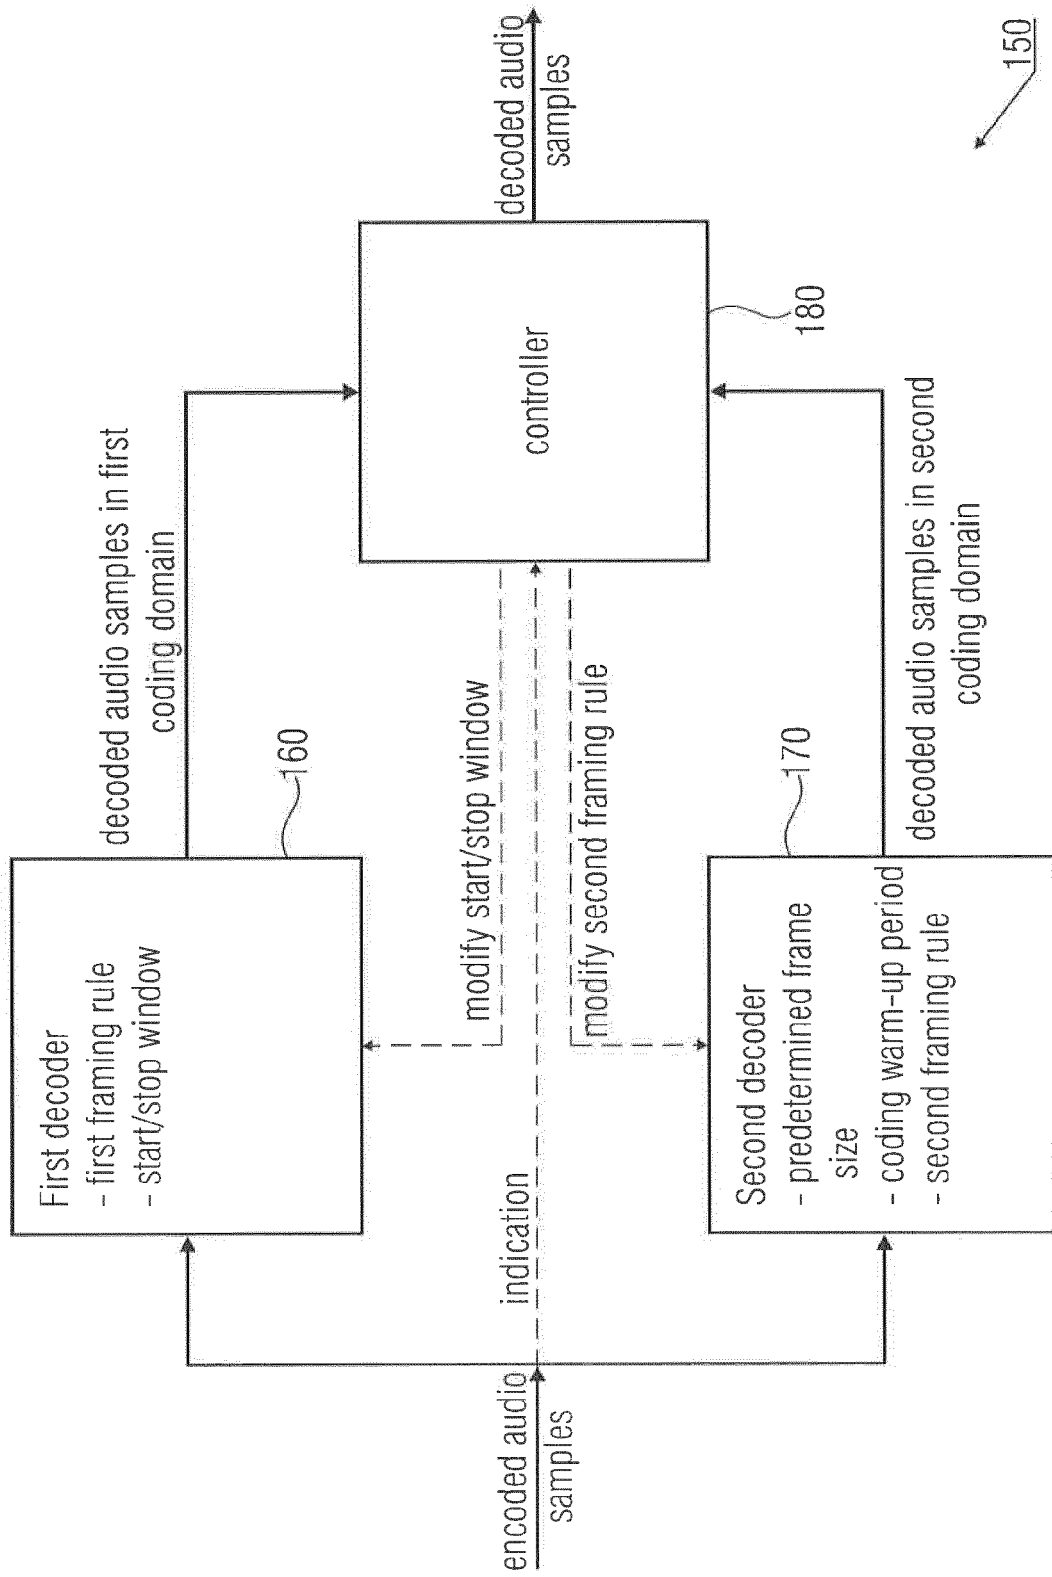 encoded audio
samples
indication
First decoder
- first framing rule
- start/stop window
160
decoded audio samples in first
coding domain
modify start/stop window
modify second framing rule
Second decoder
- predetermined frame
size
- coding warm-up period
- second framing rule
170
decoded audio samples in second
coding domain
controller
180
decoded audio
samples
150